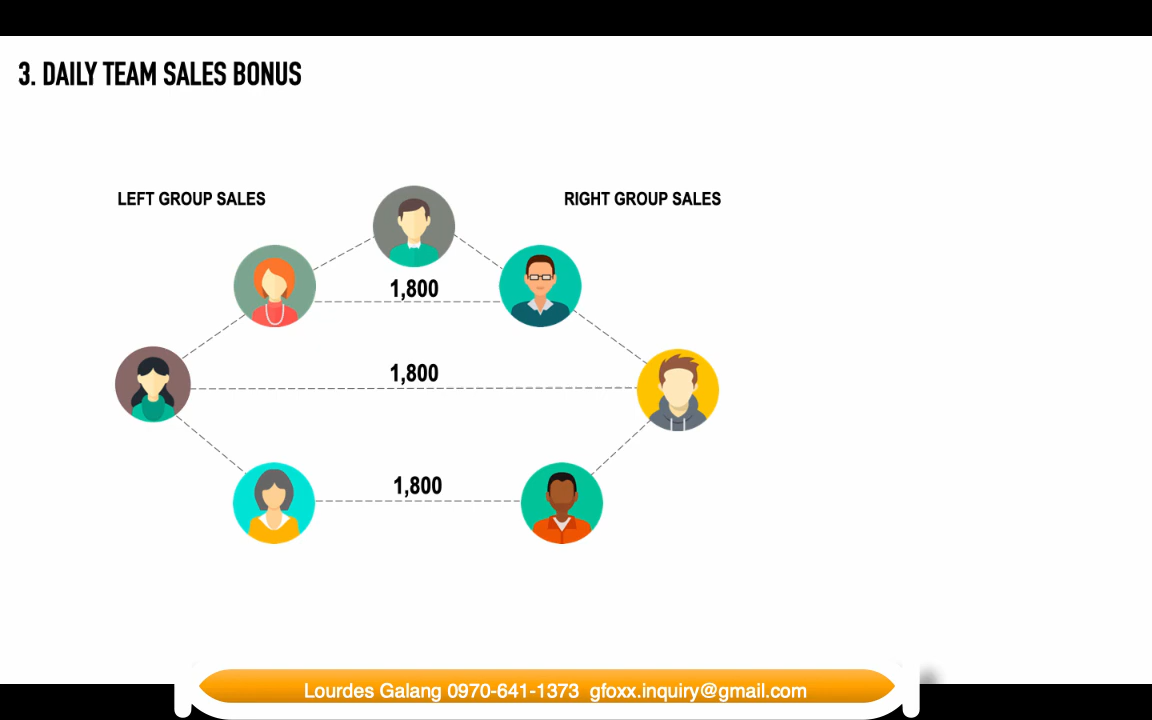 3. DAILY TEAM SALES BONUS
LEFT GROUP SALES
RIGHT GROUP SALES
1,800
1,800
1,800
Lourdes Galang 0970-641-1373 gfoxx.inquiry@gmail.com